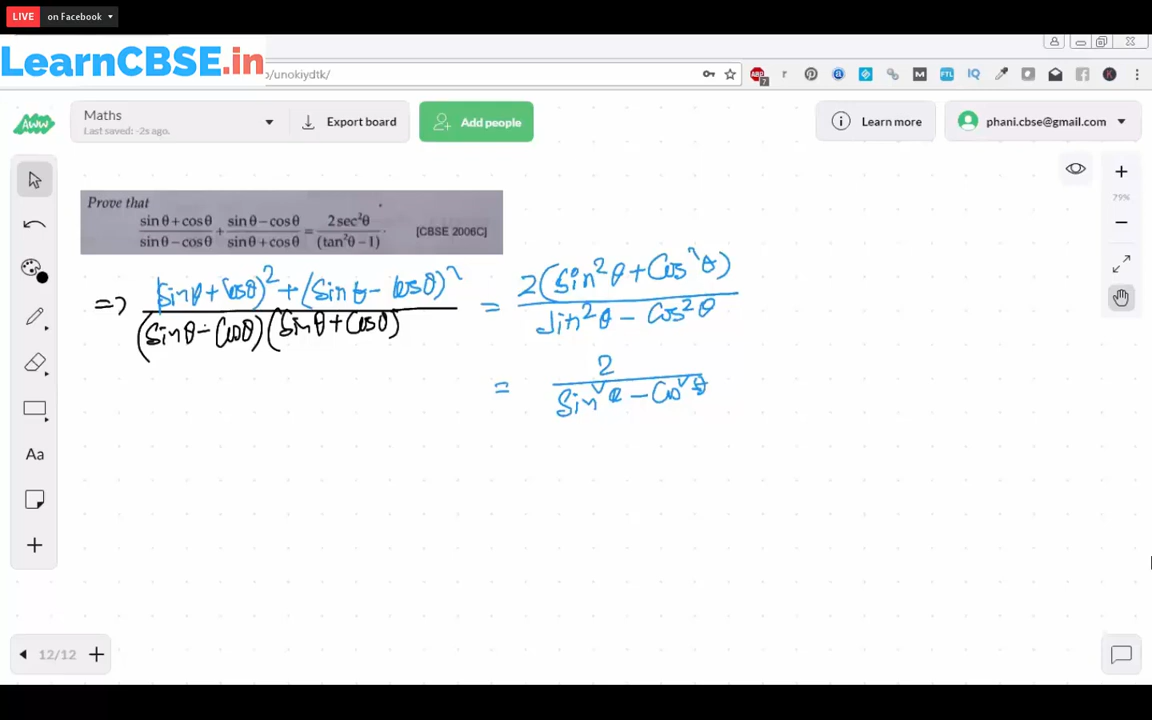 LIVE on Facebook
LearnCBSE.in
o/unokiydtk/
Maths
Last saved: -2s ago.
Export board
Add people
Learn more
phani.cbse@gmail.com
79%
Prove that
sinθ+cosθ/sinθ−cosθ + sinθ−cosθ/sinθ+cosθ = 2sec²θ/(tan²θ−1). [CBSE 2006C]
=> (Sinθ+Cosθ)²+(Sinθ−Cosθ)²/(Sinθ−Cosθ)(Sinθ+Cosθ) = 2(Sin²θ+Cos²θ)/Sin²θ−Cos²θ
= 2/Sin²θ−Cos²θ
Aa
12/12